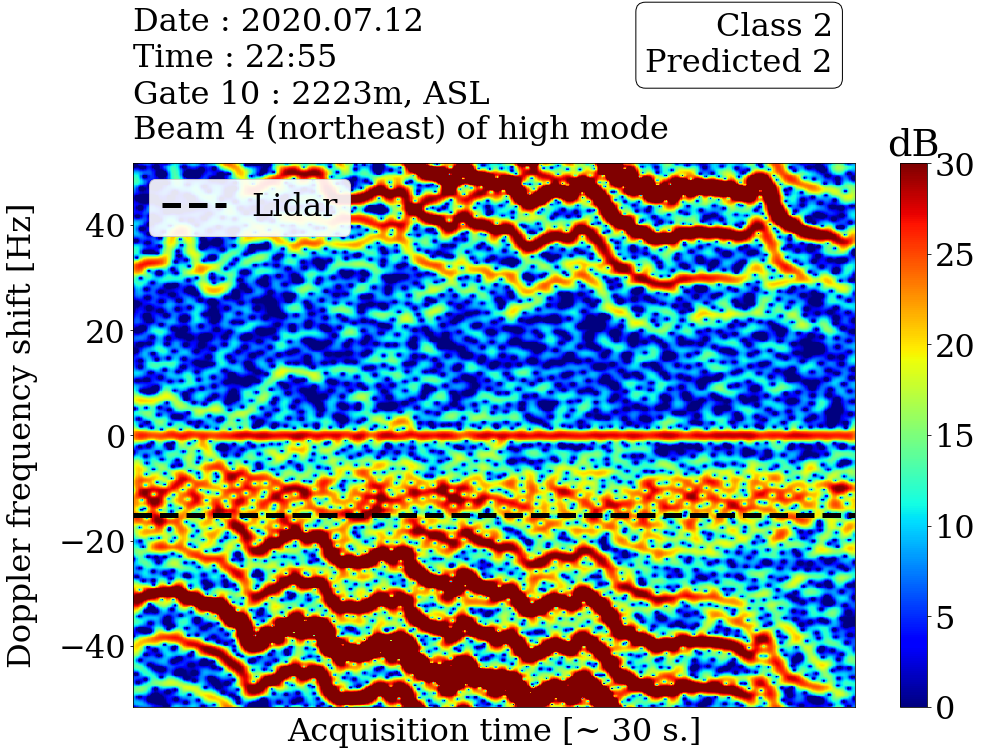 Date : 2020.07.12
Time : 22:55
Gate 10 : 2223m, ASL
Beam 4 (northeast) of high mode
Class 2
Predicted 2
dB
Lidar
Doppler frequency shift [Hz]
40
20
0
−20
−40
30
25
20
15
10
5
0
Acquisition time [~ 30 s.]